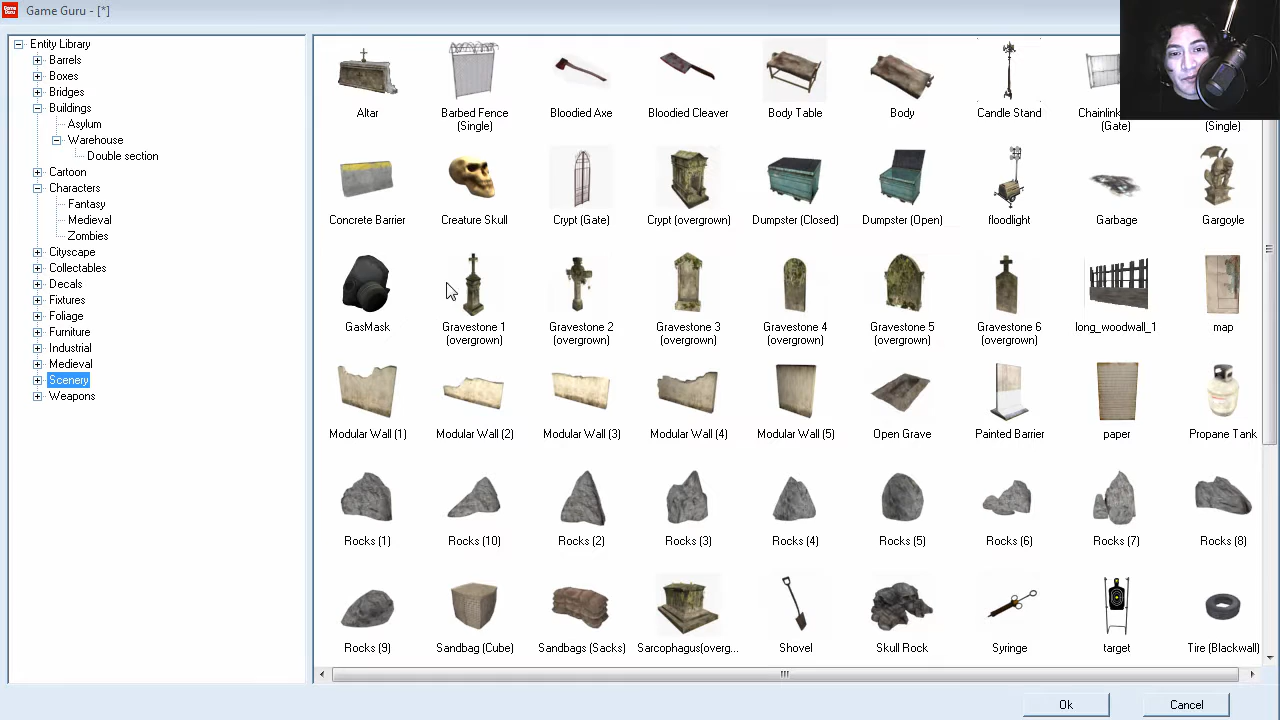 Game Guru - [*]
Entity Library
Barrels
Boxes
Bridges
Buildings
Asylum
Warehouse
Double section
Cartoon
Characters
Fantasy
Medieval
Zombies
Cityscape
Collectables
Decals
Fixtures
Foliage
Furniture
Industrial
Medieval
Scenery
Weapons
Altar
Barbed Fence
(Single)
Bloodied Axe
Bloodied Cleaver
Body Table
Body
Candle Stand
(Gate)
(Single)
Concrete Barrier
Creature Skull
Crypt (Gate)
Crypt (overgrown)
Dumpster (Closed)
Dumpster (Open)
floodlight
Garbage
Gargoyle
GasMask
Gravestone 1
(overgrown)
Gravestone 2
(overgrown)
Gravestone 3
(overgrown)
Gravestone 4
(overgrown)
Gravestone 5
(overgrown)
Gravestone 6
(overgrown)
long_woodwall_1
map
Modular Wall (1)
Modular Wall (2)
Modular Wall (3)
Modular Wall (4)
Modular Wall (5)
Open Grave
Painted Barrier
paper
Propane Tank
Rocks (1)
Rocks (10)
Rocks (2)
Rocks (3)
Rocks (4)
Rocks (5)
Rocks (6)
Rocks (7)
Rocks (8)
Rocks (9)
Sandbag (Cube)
Sandbags (Sacks)
Sarcophagus(overg...
Shovel
Skull Rock
Syringe
target
Tire (Blackwall)
Ok
Cancel